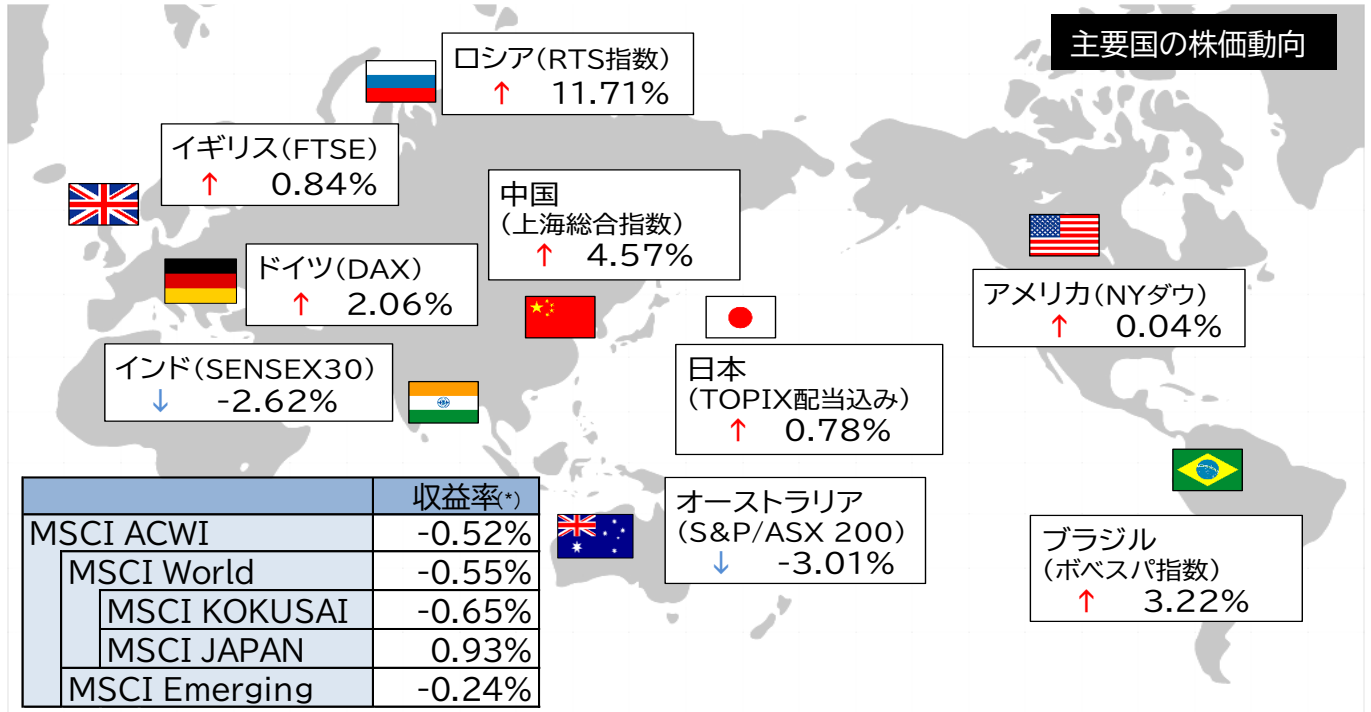 主要国の株価動向
ロシア(RTS指数)
↑ 11.71%
イギリス(FTSE)
↑ 0.84%
中国
(上海総合指数)
↑ 4.57%
ドイツ(DAX)
↑ 2.06%
アメリカ(NYダウ)
↑ 0.04%
インド(SENSEX30)
↓ -2.62%
日本
(TOPIX配当込み)
↑ 0.78%
オーストラリア
(S&P/ASX 200)
↓ -3.01%
ブラジル
(ボベスパ指数)
↑ 3.22%
収益率(*)
MSCI ACWI -0.52%
MSCI World -0.55%
MSCI KOKUSAI -0.65%
MSCI JAPAN 0.93%
MSCI Emerging -0.24%